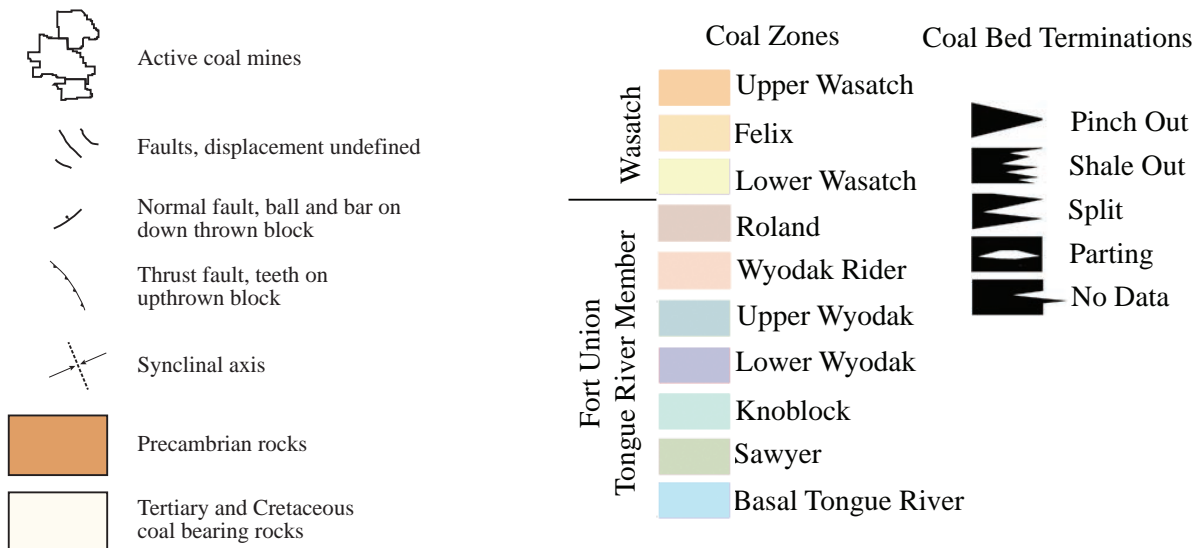 Active coal mines
Faults, displacement undefined
Normal fault, ball and bar on
down thrown block
Thrust fault, teeth on
upthrown block
Synclinal axis
Precambrian rocks
Tertiary and Cretaceous
coal bearing rocks
Coal Zones
Wasatch
Upper Wasatch
Felix
Lower Wasatch
Fort Union
Tongue River Member
Roland
Wyodak Rider
Upper Wyodak
Lower Wyodak
Knoblock
Sawyer
Basal Tongue River
Coal Bed Terminations
Pinch Out
Shale Out
Split
Parting
No Data